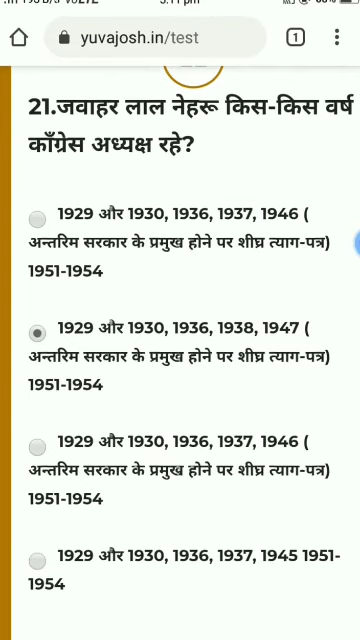 yuvajosh.in/test
1
21.जवाहर लाल नेहरू किस-किस वर्ष
काँग्रेस अध्यक्ष रहे?
1929 और 1930, 1936, 1937, 1946 (
अन्तरिम सरकार के प्रमुख होने पर शीघ्र त्याग-पत्र)
1951-1954
1929 और 1930, 1936, 1938, 1947 (
अन्तरिम सरकार के प्रमुख होने पर शीघ्र त्याग-पत्र)
1951-1954
1929 और 1930, 1936, 1937, 1946 (
अन्तरिम सरकार के प्रमुख होने पर शीघ्र त्याग-पत्र)
1951-1954
1929 और 1930, 1936, 1937, 1945 1951-
1954